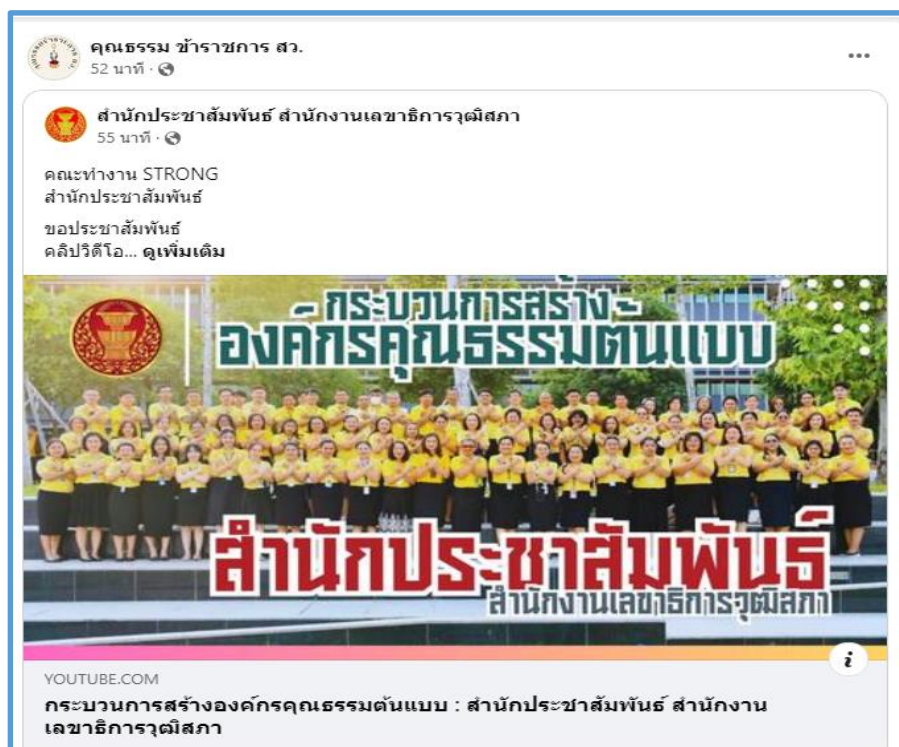 คุณธรรม ข้าราชการ สว.
52 นาที ·
สำนักประชาสัมพันธ์ สำนักงานเลขาธิการวุฒิสภา
55 นาที ·
คณะทำงาน STRONG
สำนักประชาสัมพันธ์
ขอประชาสัมพันธ์
คลิปวิดีโอ... ดูเพิ่มเติม
กระบวนการสร้าง
องค์กรคุณธรรมต้นแบบ
สำนักประชาสัมพันธ์
สำนักงานเลขาธิการวุฒิสภา
YOUTUBE.COM
กระบวนการสร้างองค์กรคุณธรรมต้นแบบ : สำนักประชาสัมพันธ์ สำนักงาน
เลขาธิการวุฒิสภา